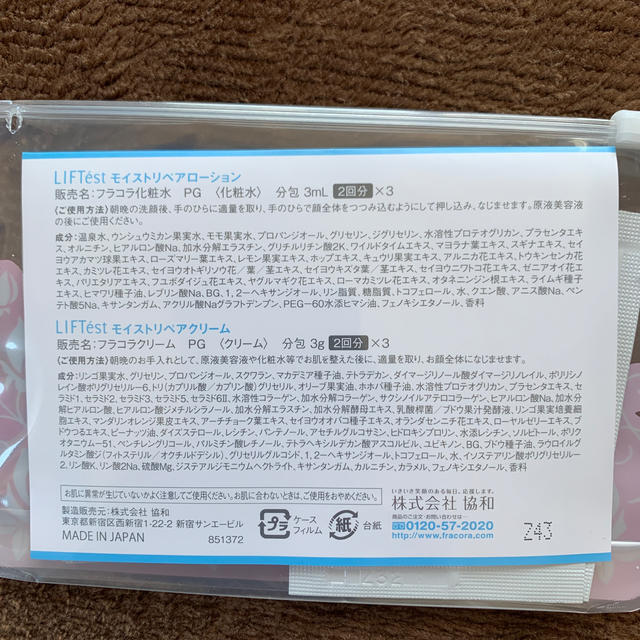 LIFTést モイストリペアローション
販売名:フラコラ化粧水 PG 〈化粧水〉 分包 3mL 2回分×3
〈ご使用方法〉朝晩の洗顔後、手のひらに適量を取り、手のひらで顔全体をつつみ込むようにして押し込み、なじませます。原液美容液
の後にご使用ください。
成分:温泉水、ウンシュウミカン果実水、モモ果実水、プロパンジオール、グリセリン、ジグリセリン、水溶性プロテオグリカン、プラセンタエキ
ス、オルニチン、ヒアルロン酸Na、加水分解エラスチン、グリチルリチン酸2K、ワイルドタイムエキス、マヨラナ葉エキス、スギナエキス、セイ
ヨウアカマツ球果エキス、ローズマリー葉エキス、レモン果実エキス、ホップエキス、キュウリ果実エキス、アルニカ花エキス、トウキンセンカ花
エキス、カミツレ花エキス、セイヨウオトギリソウ花/葉/茎エキス、セイヨウキズタ葉/茎エキス、セイヨウニワトコ花エキス、ゼニアオイ花エ
キス、パリエタリアエキス、フユボダイジュ花エキス、ヤグルマギク花エキス、ローマカミツレ花エキス、オタネニンジン根エキス、ライムギ種子
エキス、ヒマワリ種子油、レブリン酸Na、BG、1，2-ヘキサンジオール、リン脂質、糖脂質、トコフェロール、水、クエン酸、アニス酸Na、ペン
テト酸5Na、キサンタンガム、アクリル酸Naグラフトデンプン、PEG-60水添ヒマシ油、フェノキシエタノール、香料
LIFTést モイストリペアクリーム
販売名:フラコラクリーム PG 〈クリーム〉 分包 3g 2回分×3
〈ご使用方法〉朝晩のお手入れとして、原液美容液や化粧水等でお肌を整えた後に、適量を取り、お顔全体になじませます。
成分:リンゴ果実水、グリセリン、プロパンジオール、スクワラン、マカデミア種子油、テトラデカン、ダイマージリノール酸ダイマージリノレイル、ポリリシノ
レイン酸ポリグリセリル-6、トリ(カプリル酸/カプリン酸)グリセリル、オリーブ果実油、ホホバ種子油、水溶性プロテオグリカン、プラセンタエキス、セ
ラミド1、セラミド2、セラミド3、セラミド5、セラミド6Ⅱ、水溶性コラーゲン、加水分解コラーゲン、サクシノイルアテロコラーゲン、ヒアルロン酸Na、加水分
解ヒアルロン酸、ヒアルロン酸ジメチルシラノール、加水分解エラスチン、加水分解酵母エキス、乳酸桿菌/ブドウ果汁発酵液、リンゴ果実培養細
胞エキス、マンダリンオレンジ果皮エキス、アーチチョーク葉エキス、セイヨウオオバコ種子エキス、オランダセンニチ花エキス、ローヤルゼリーエキス、ブ
ドウつるエキス、ピーナッツ油、ダイズステロール、レシチン、パンテノール、アセチルグルコサミン、ヒドロキシプロリン、水添レシチン、ソルビトール、ポリク
オタニウム-51、ペンチレングリコール、パルミチン酸レチノール、テトラヘキシルデカン酸アスコルビル、ユビキノン、BG、ブドウ種子油、ラウロイルグ
ルタミン酸ジ(フィトステリル/オクチルドデシル)、グリセリルグルコシド、1，2-ヘキサンジオール、トコフェロール、水、イソステアリン酸ポリグリセリル-
2、リン酸K、リン酸2Na、硫酸Mg、ジステアルジモニウムヘクトライト、キサンタンガム、カルニチン、カラメル、フェノキシエタノール、香料
お肌に異常が生じていないかよく注意してご使用ください。お肌に合わないときは、ご使用をおやめください。
製造販売元:株式会社 協和
東京都新宿区西新宿1-22-2 新宿サンエービル
MADE IN JAPAN 851372
プラ ケース フィルム 紙 台紙
いきいき笑顔のある毎日、応援します。
株式会社 協和
商品のご注文・お問い合わせは…
0120-57-2020
www.fracora.com
243